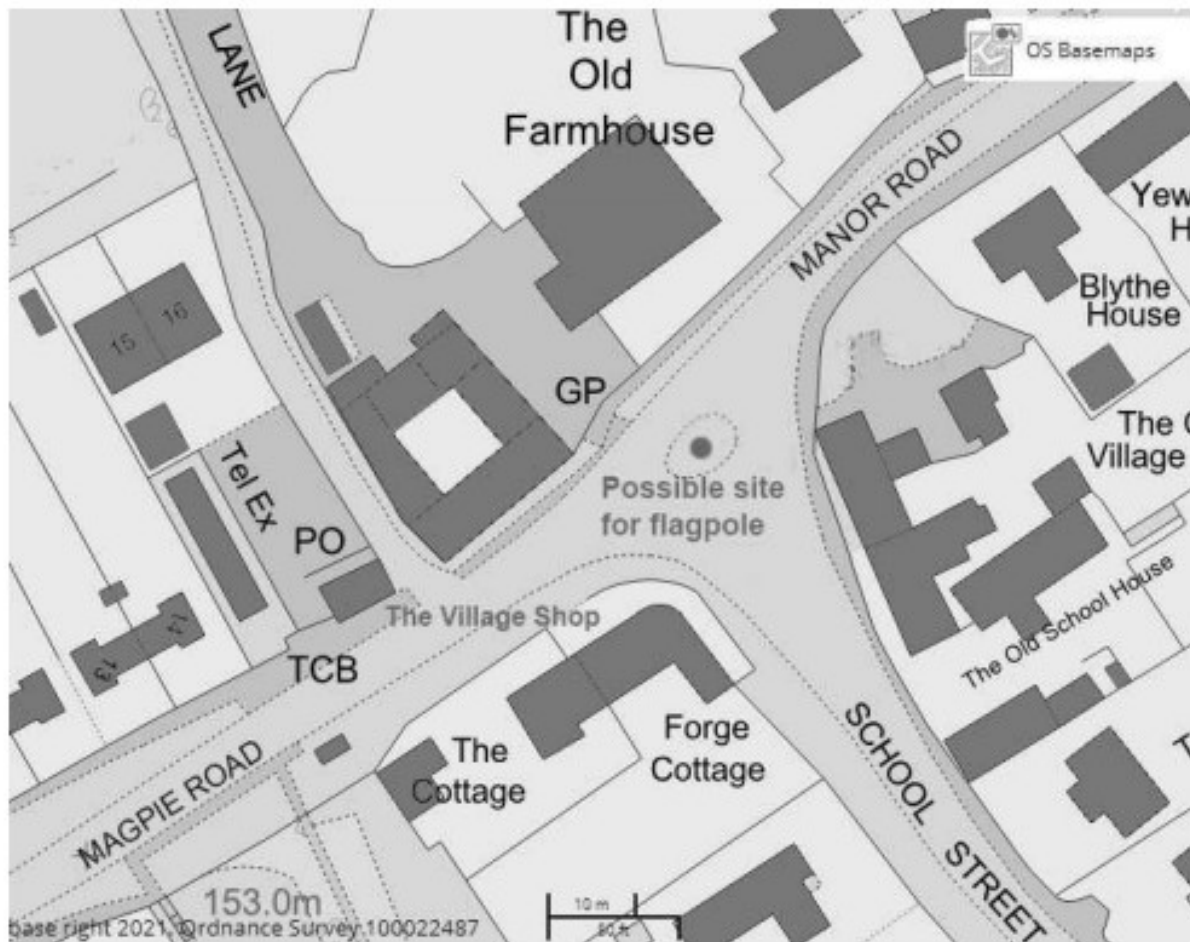 The
Old
Farmhouse
OS Basemaps
LANE
MANOR ROAD
Yew
H
Blythe
House
15
16
GP
The
Village
Tel Ex
PO
Possible site
for flagpole
The Village Shop
The Old School House
TCB
14
13
Forge
Cottage
The
Cottage
SCHOOL STREET
T
MAGPIE ROAD
153.0m
10 m
base right 2021, Ordnance Survey 100022487